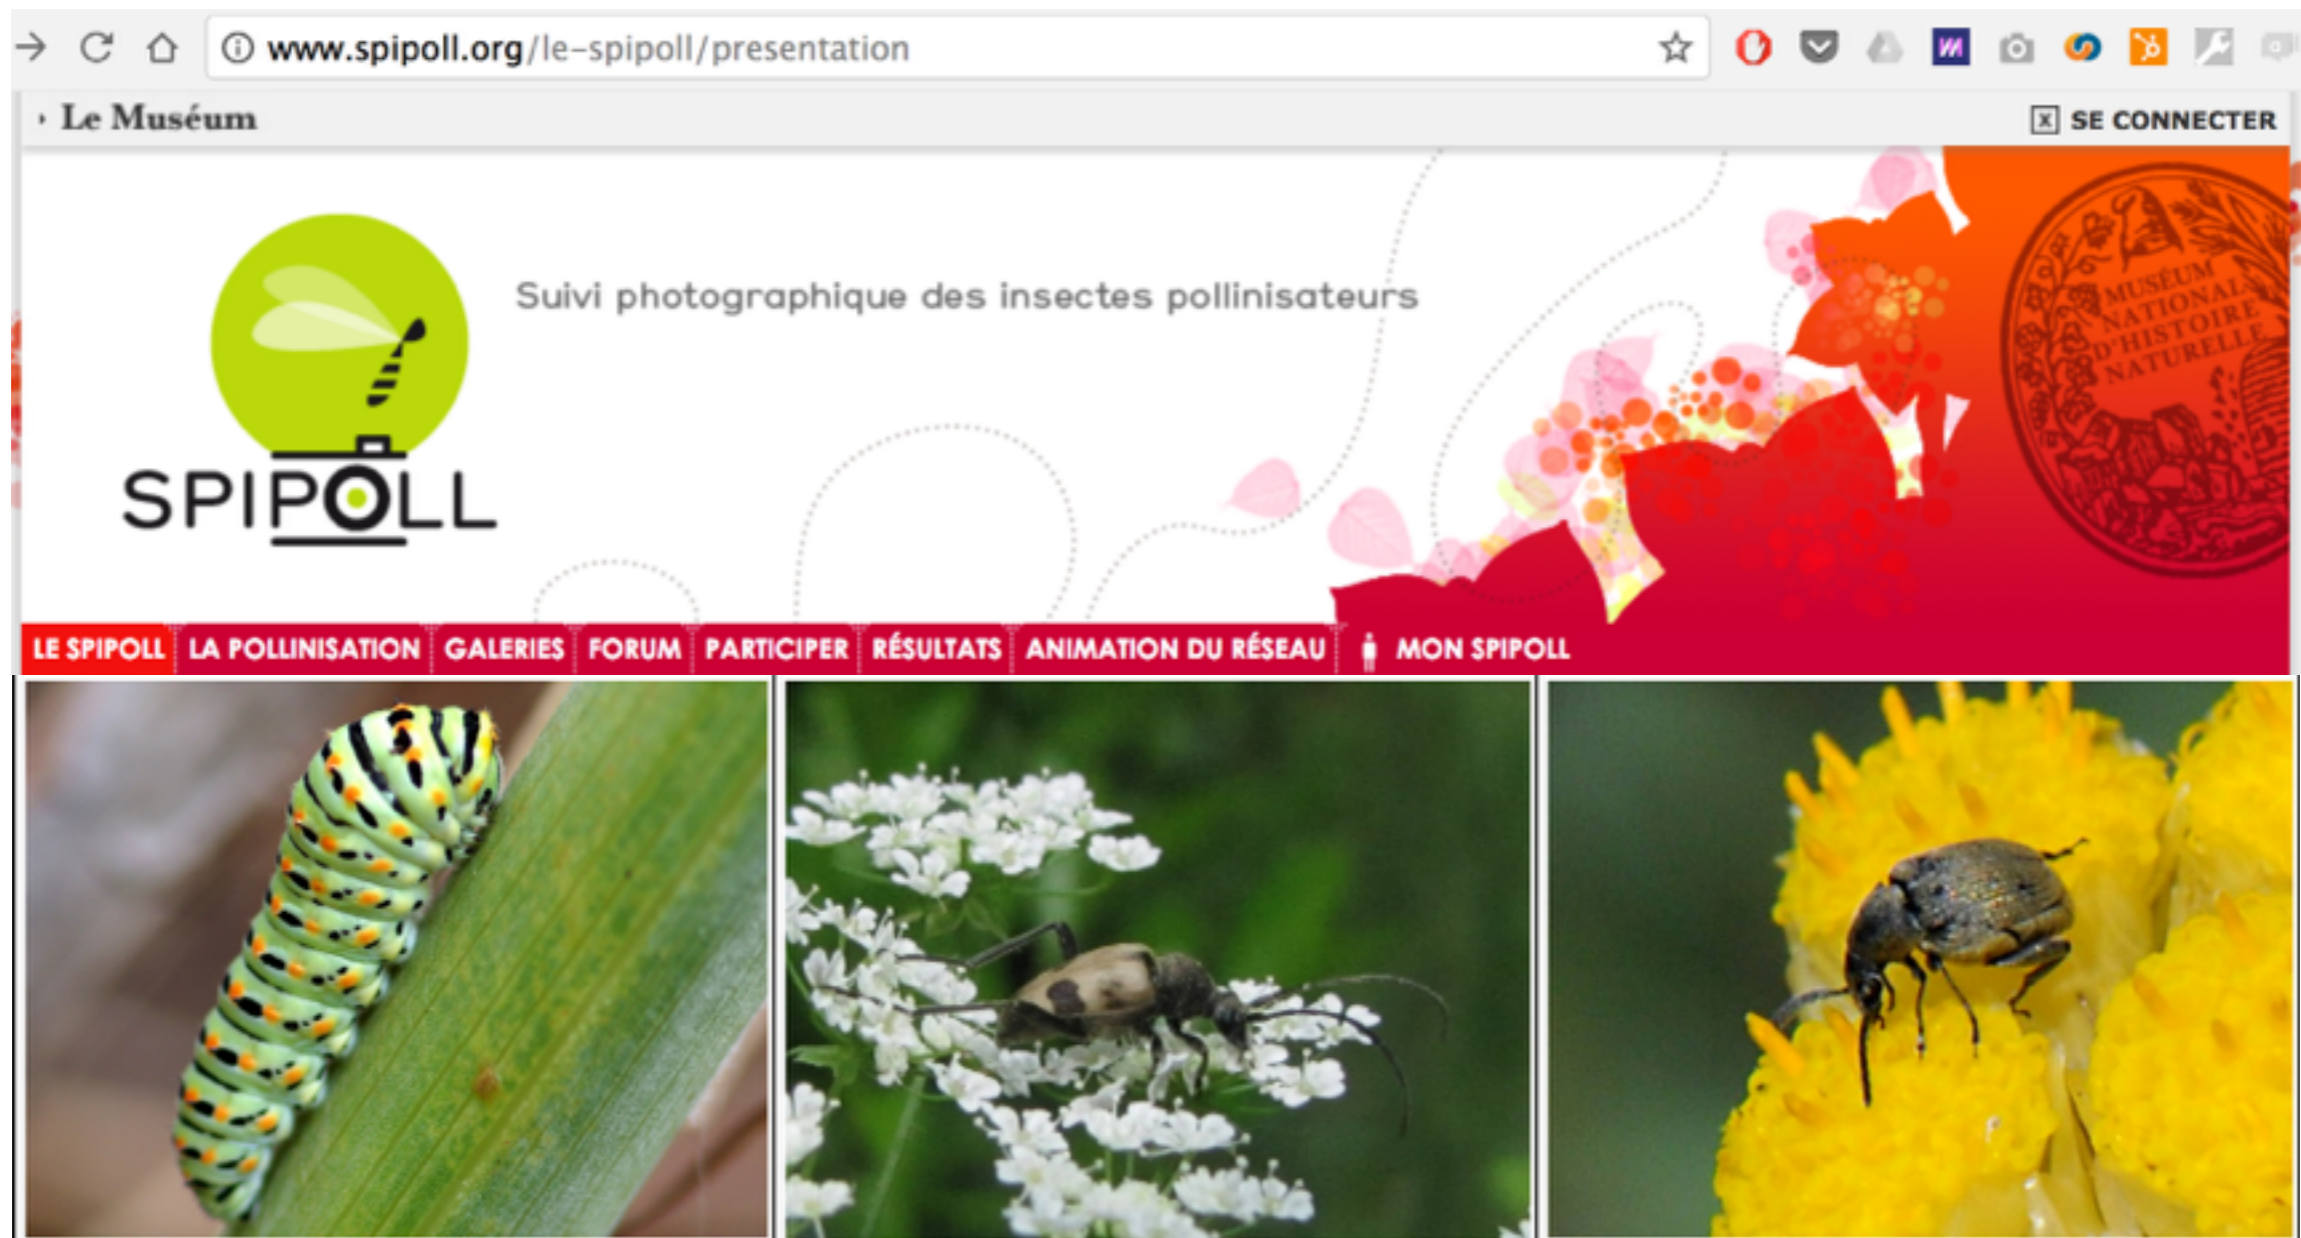 www.spipoll.org/le-spipoll/presentation
Le Muséum
SE CONNECTER
Suivi photographique des insectes pollinisateurs
SPIPOLL
MUSÉUM
NATIONAL
D'HISTOIRE
NATURELLE
LE SPIPOLL LA POLLINISATION GALERIES FORUM PARTICIPER RÉSULTATS ANIMATION DU RÉSEAU MON SPIPOLL